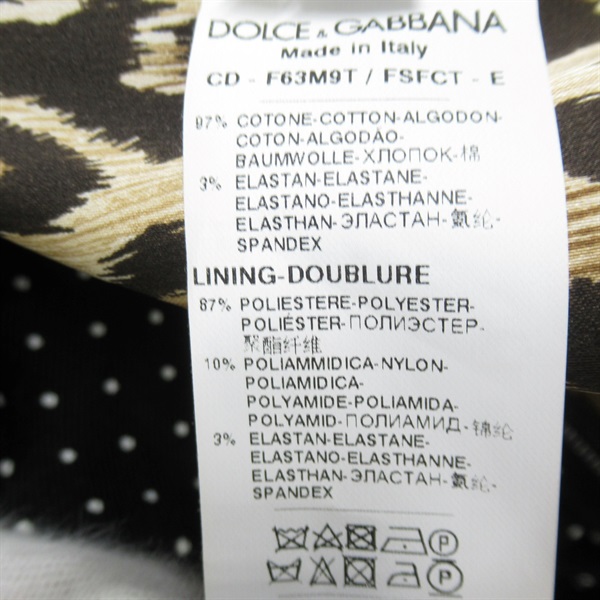 DOLCE & GABBANA
Made in Italy
CD - F63M9T / FSFCT - E
97% COTONE-COTTON-ALGODON-
COTON-ALGODÃO-
BAUMWOLLE-ХЛОПОК-棉
3% ELASTAN-ELASTANE-
ELASTANO-ELASTHANNE-
ELASTHAN-ЭЛАСТАН-氨纶-
SPANDEX
LINING-DOUBLURE
87% POLIESTERE-POLYESTER-
POLIÉSTER-ПОЛИЭСТЕР-
聚酯纤维
10% POLIAMMIDICA-NYLON-
POLIAMIDICA-
POLYAMIDE-POLIAMIDA-
POLYAMID-ПОЛИАМИД-锦纶
3% ELASTAN-ELASTANE-
ELASTANO-ELASTHANNE-
ELASTHAN-ЭЛАСТАН-氨纶-
SPANDEX
P
P